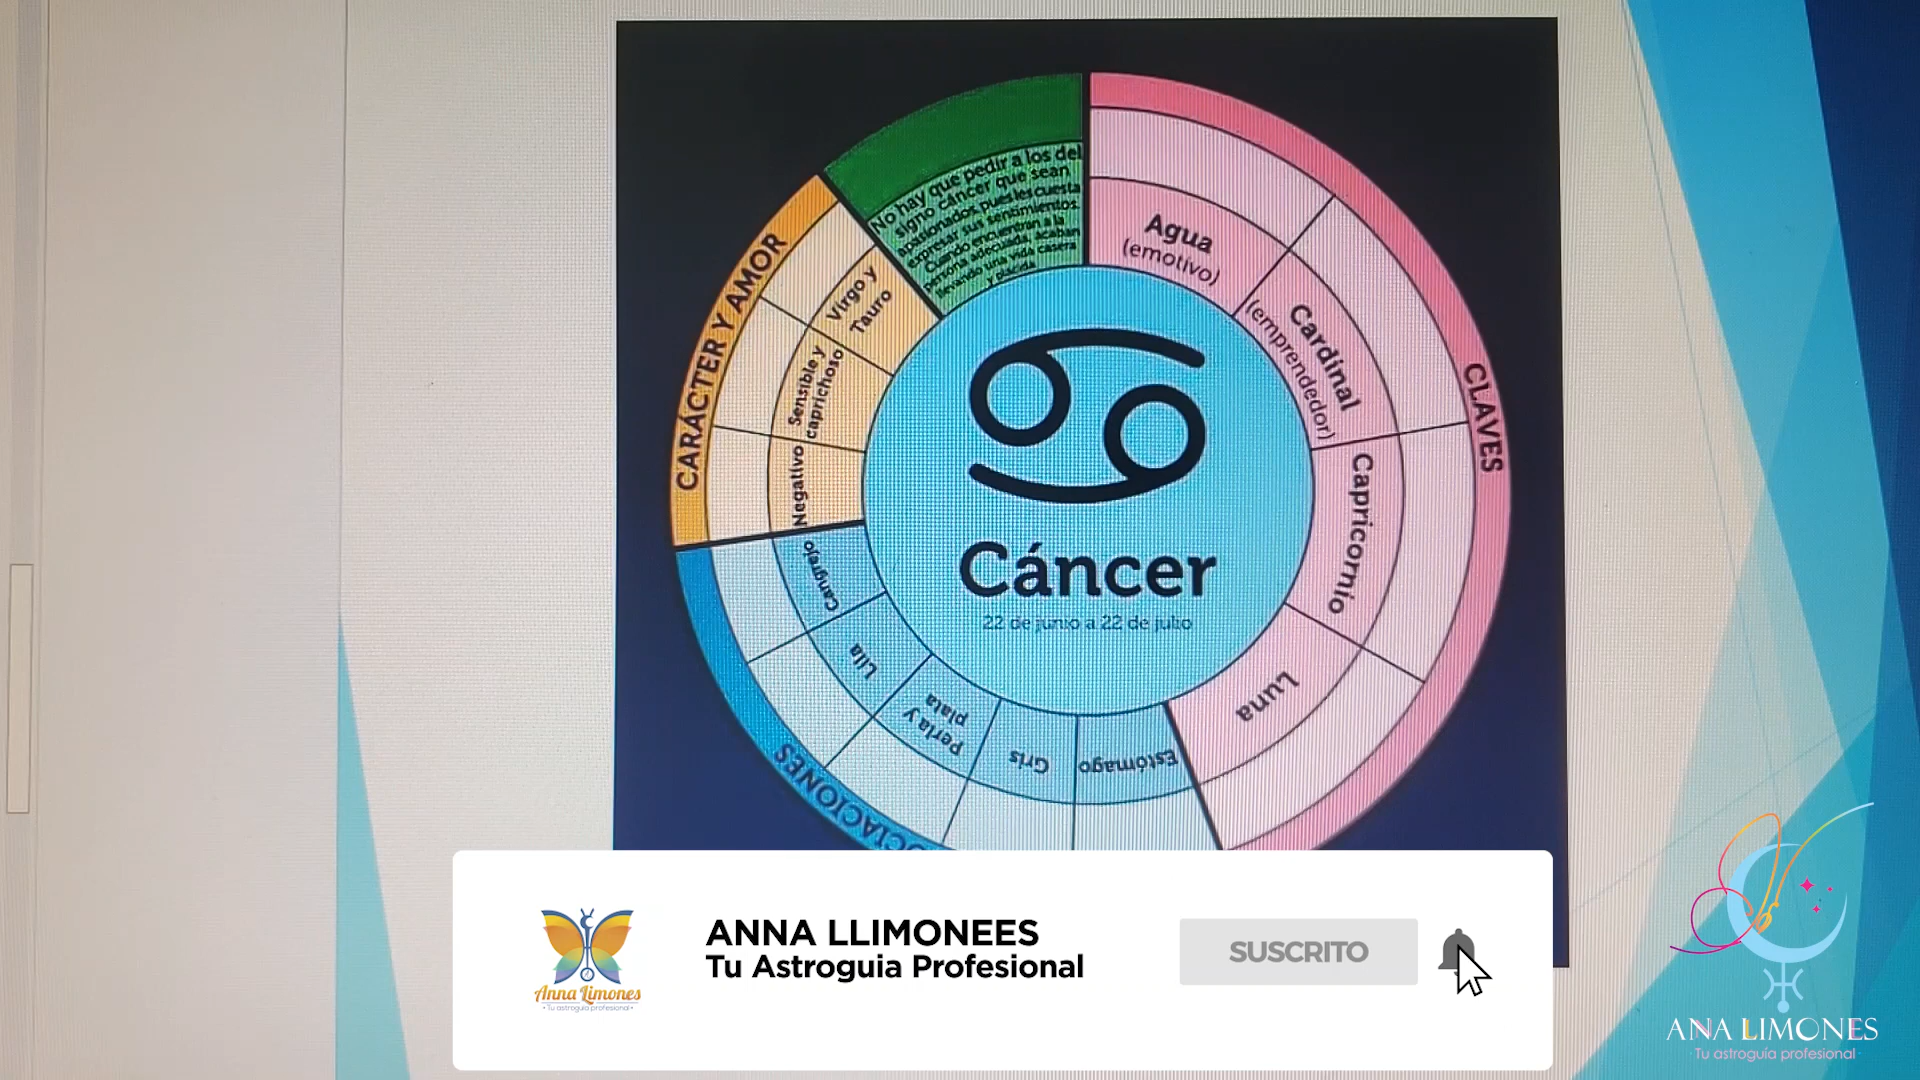 No hay que pedir a los del
signo cáncer que sean
apasionados, pues les cuesta
expresar sus sentimientos.
Cuando encuentran a la
persona adecuada. Acaban
llevando una vida casera
y plácida
Agua
(emotivo)
Cardinal
(emprendedor)
CLAVES
Capricornio
Luna
Estómago
Gris
Perla y
plata
Lila
Cangrejo
CIACIONES
CARÁCTER Y AMOR
Negativo
Sensible y
caprichoso
Virgo y
Tauro
Cáncer
22 de junio a 22 de julio
ANNA LLIMONEES
Tu Astroguia Profesional
SUSCRITO
Anna Limones
• Tu astroguía profesional •
ANA LIMONES
· Tu astroguía profesional ·